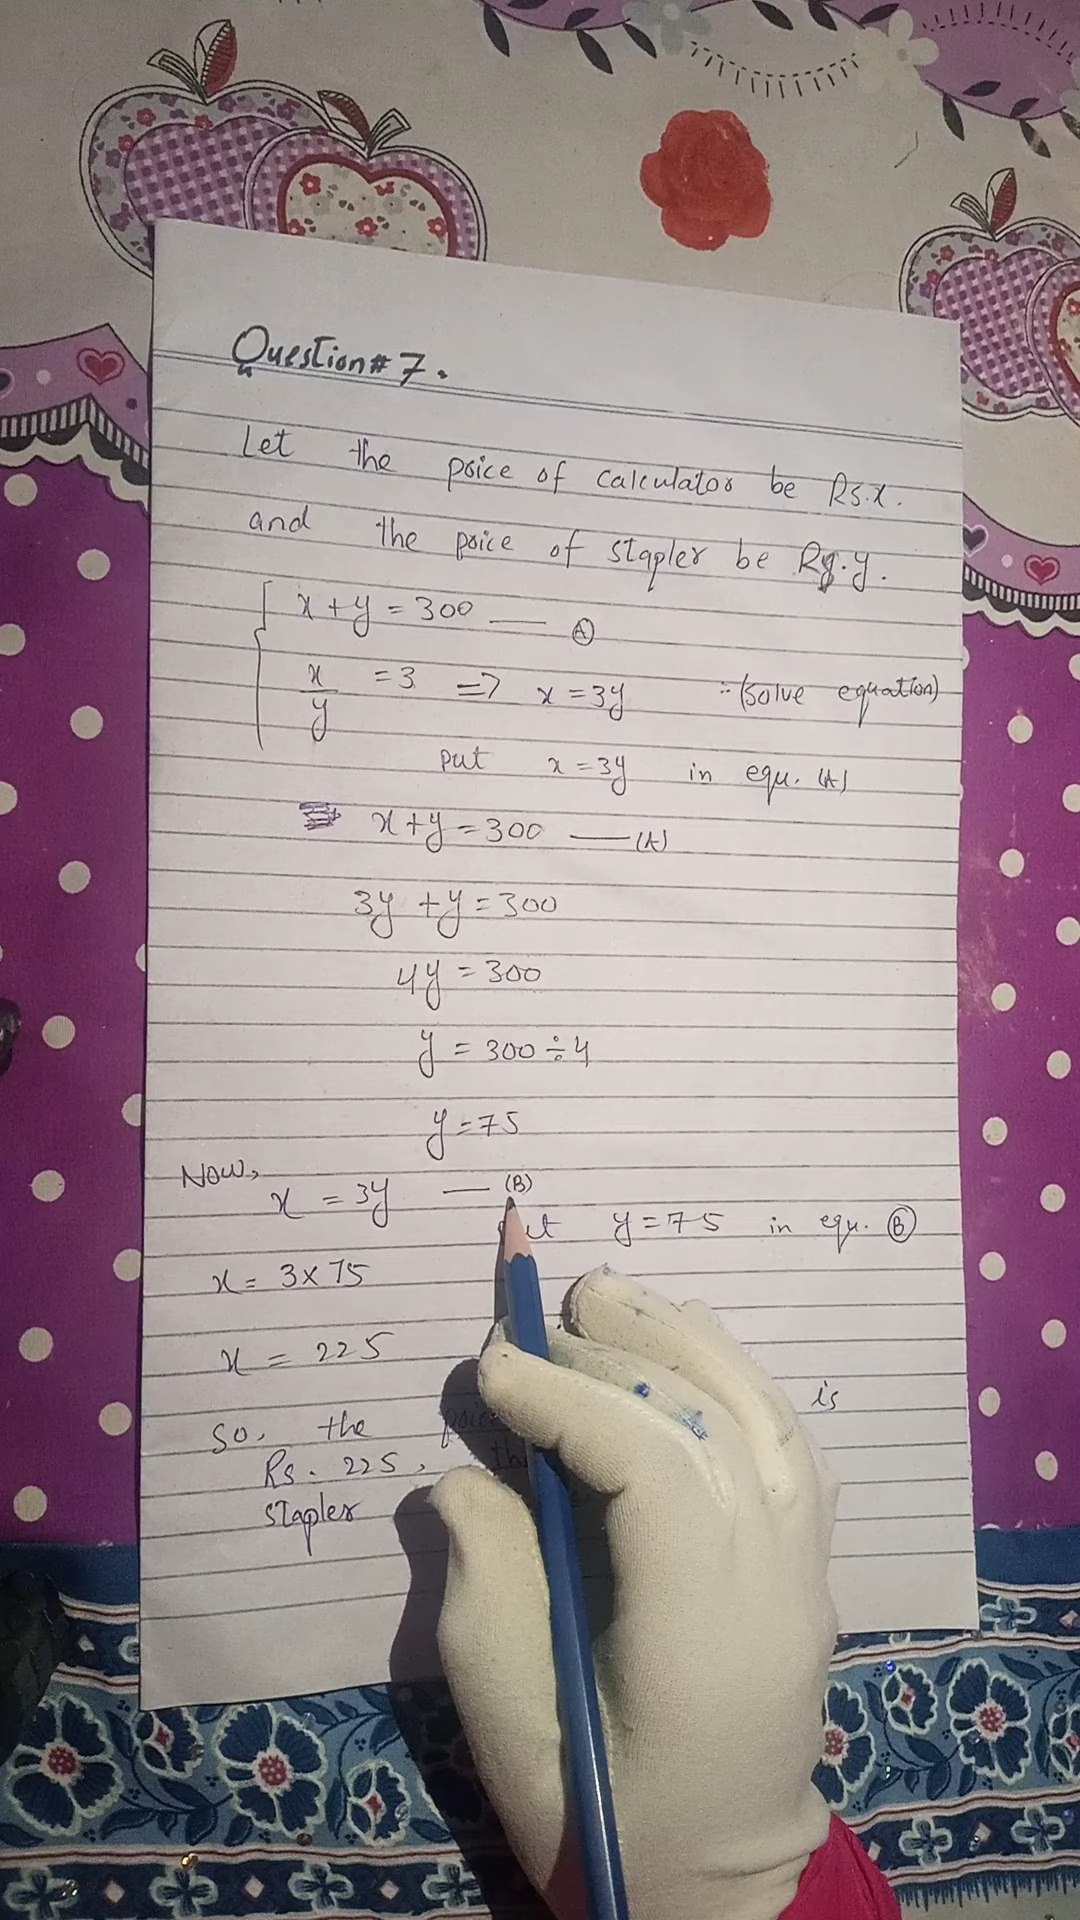 Question# 7.
Let the price of calculator be Rs.x.
and the price of stapler be Rs.y.
x+y=300 — Ⓐ
x/y =3 => x=3y :- (solve equation)
put x=3y in equ. (A)
x+y=300 — (A)
3y+y=300
4y=300
y=300÷4
y=75
Now,
x=3y — (B)
y=75 in equ. Ⓑ
x=3×75
x=225
So, the is
Rs. 225,
stapler